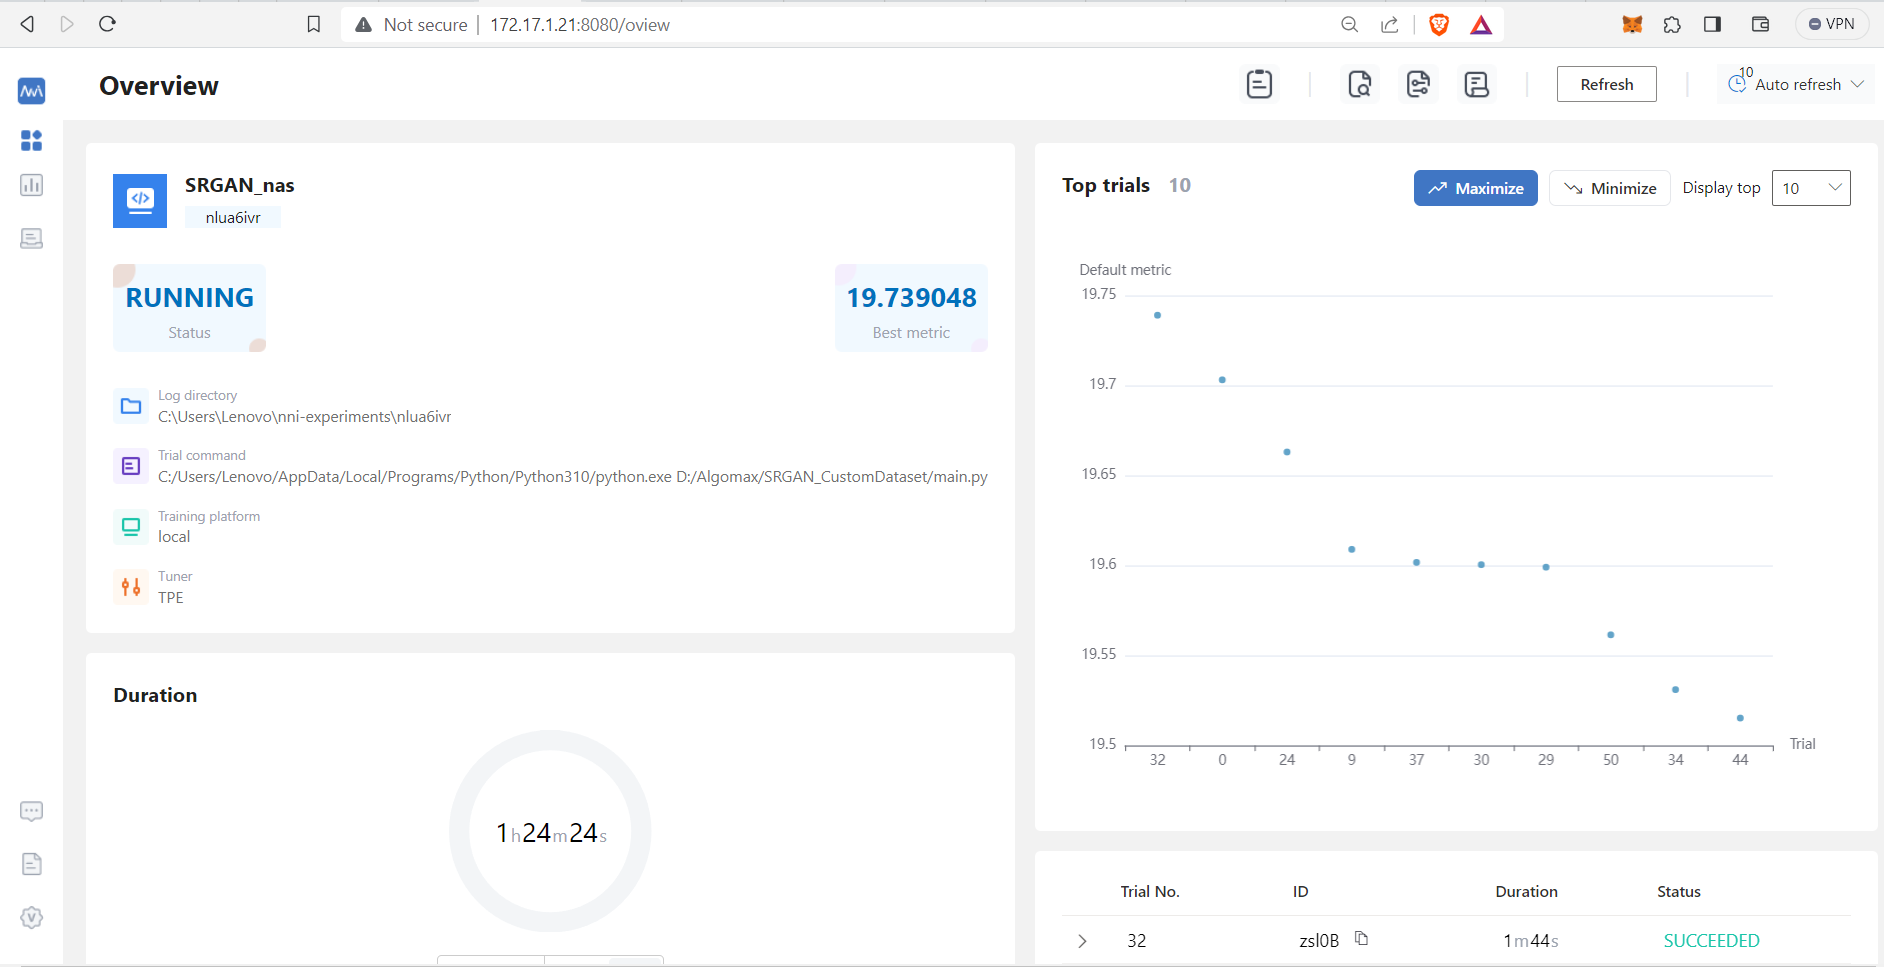 Not secure 172.17.1.21:8080/oview
VPN
Overview
Refresh
10
Auto refresh
SRGAN_nas
nlua6ivr
RUNNING
Status
19.739048
Best metric
Log directory
C:\Users\Lenovo\nni-experiments\nlua6ivr
Trial command
C:/Users/Lenovo/AppData/Local/Programs/Python/Python310/python.exe D:/Algomax/SRGAN_CustomDataset/main.py
Training platform
local
Tuner
TPE
Duration
1h24m24s
Top trials 10
Maximize
Minimize
Display top
10
Default metric
19.75
19.7
19.65
19.6
19.55
19.5
32 0 24 9 37 30 29 50 34 44
Trial
Trial No. ID Duration Status
32 zsl0B 1m44s SUCCEEDED